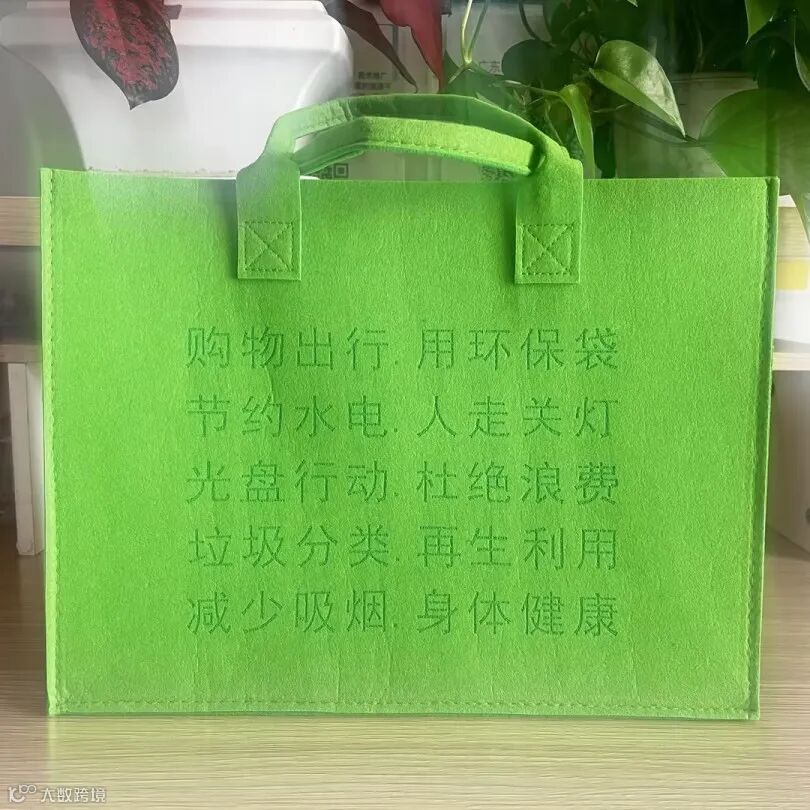 购物出行.用环保袋
节约水电.人走关灯
光盘行动.杜绝浪费
垃圾分类.再生利用
减少吸烟.身体健康
大数跨境